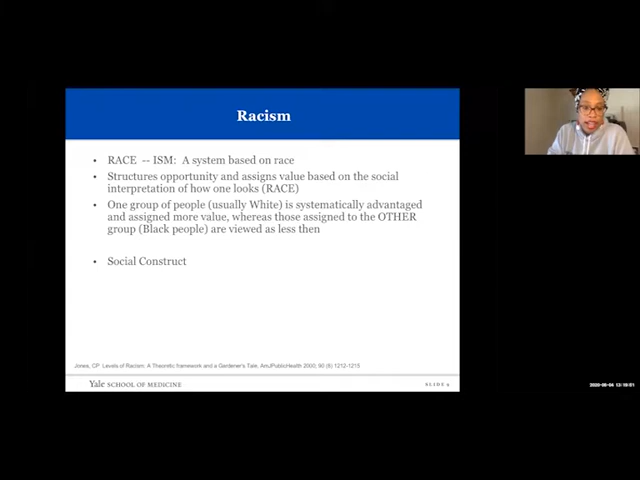 Racism
• RACE -- ISM: A system based on race
• Structures opportunity and assigns value based on the social
interpretation of how one looks (RACE)
• One group of people (usually White) is systematically advantaged
and assigned more value, whereas those assigned to the OTHER
group (Black people) are viewed as less then
• Social Construct
Jones, CP Levels of Racism: A Theoretic framework and a Gardener's Tale, AmJPublicHealth 2000; 90 (8) 1212-1215
Yale SCHOOL OF MEDICINE
SLIDE